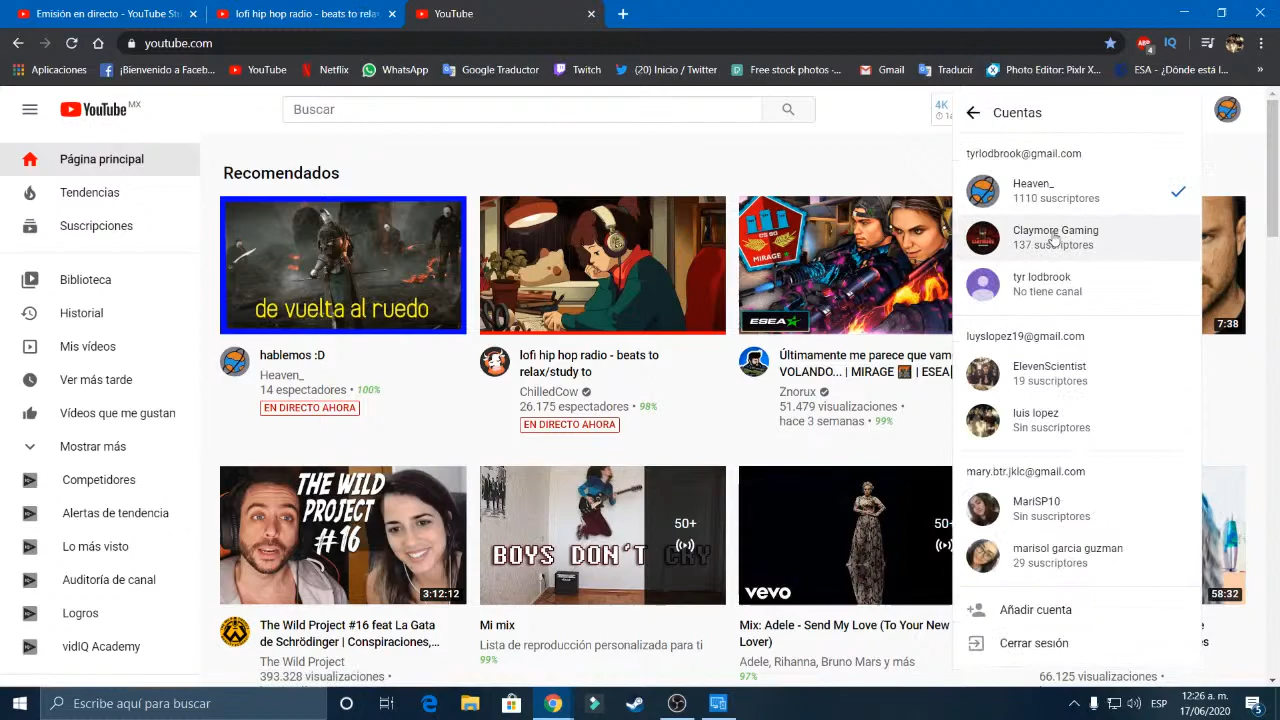 Emisión en directo - YouTube Stu
lofi hip hop radio - beats to rela
YouTube
youtube.com
ABP
4
IQ
Aplicaciones
¡Bienvenido a Faceb...
YouTube
Netflix
WhatsApp
Google Traductor
Twitch
(20) Inicio / Twitter
Free stock photos ·...
Gmail
Traducir
Photo Editor: Pixlr X...
ESA - ¿Dónde está l...
»
YouTube MX
Buscar
4K
Página principal
Tendencias
Suscripciones
Biblioteca
Historial
Mis vídeos
Ver más tarde
Vídeos que me gustan
Mostrar más
Competidores
Alertas de tendencia
Lo más visto
Auditoría de canal
Logros
vidIQ Academy
Recomendados
de vuelta al ruedo
hablemos :D
Heaven_
14 espectadores • 100%
EN DIRECTO AHORA
lofi hip hop radio - beats to
relax/study to
ChilledCow
26.175 espectadores • 98%
EN DIRECTO AHORA
MIRAGE
ESEA
Últimamente me parece que vam
VOLANDO... | MIRAGE | ESEA
Znorux
51.479 visualizaciones •
hace 3 semanas • 99%
7:38
THE WILD
PROJECT
#16
3:12:12
The Wild Project #16 feat La Gata
de Schrödinger | Conspiraciones,...
The Wild Project
393.328 visualizaciones •
BOYS DON'T CRY
50+
Mi mix
Lista de reproducción personalizada para ti
99%
vevo
50+
Mix: Adele - Send My Love (To Your New
Lover)
Adele, Rihanna, Bruno Mars y más
97%
58:32
66.125 visualizaciones •
Cuentas
tyrlodbrook@gmail.com
Heaven_
1110 suscriptores
Claymore Gaming
137 suscriptores
tyr lodbrook
No tiene canal
luyslopez19@gmail.com
ElevenScientist
19 suscriptores
luis lopez
Sin suscriptores
mary.btr.jklc@gmail.com
MariSP10
Sin suscriptores
marisol garcia guzman
29 suscriptores
Añadir cuenta
Cerrar sesión
Escribe aquí para buscar
ESP
12:26 a. m.
17/06/2020
5